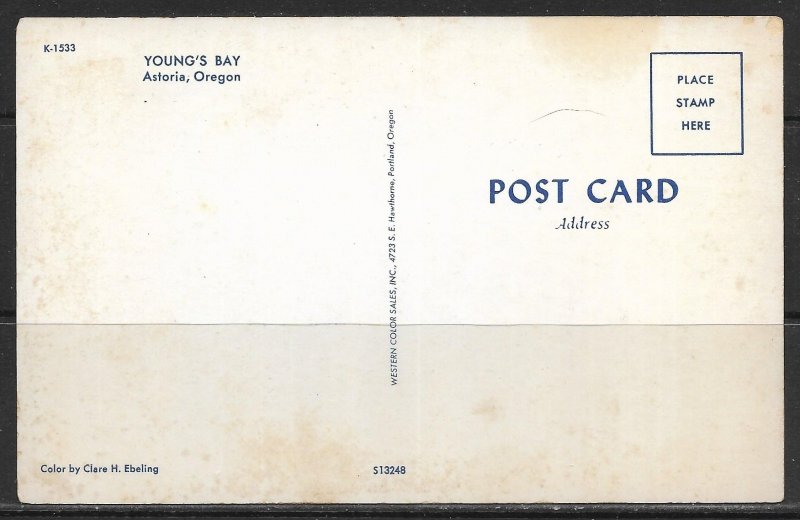 K-1533
YOUNG'S BAY
Astoria, Oregon
PLACE
STAMP
HERE
POST CARD
Address
WESTERN COLOR SALES, INC., 4723 S. E. Hawthorne, Portland, Oregon
Color by Clare H. Ebeling
S13248